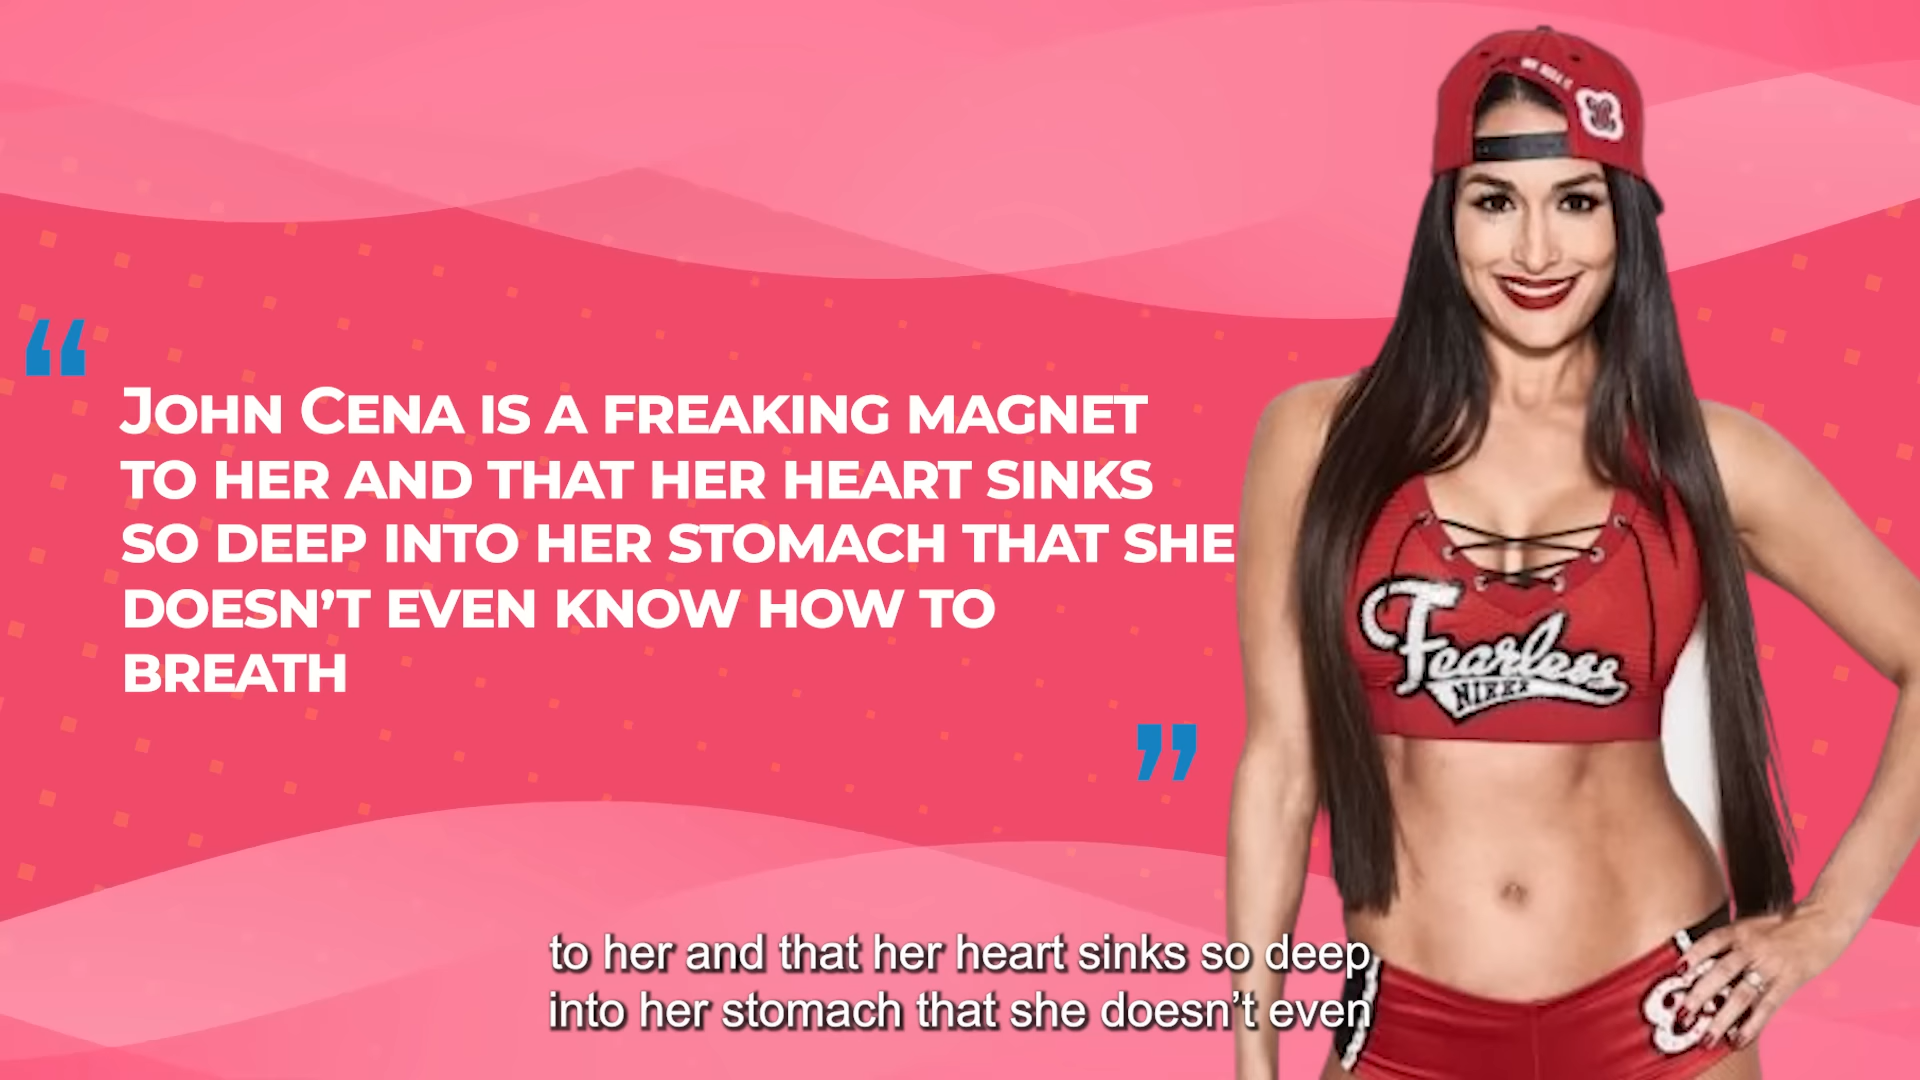 “
JOHN CENA IS A FREAKING MAGNET
TO HER AND THAT HER HEART SINKS
SO DEEP INTO HER STOMACH THAT SHE
DOESN’T EVEN KNOW HOW TO
BREATH
”
Fearless
NIKKI
to her and that her heart sinks so deep
into her stomach that she doesn’t even